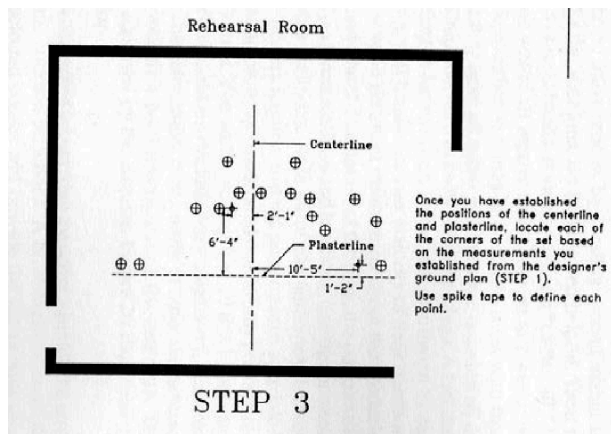 Rehearsal Room
Centerline
2'-1"
6'-4"
Plasterline
10'-5"
1'-2"
Once you have established
the positions of the centerline
and plasterline, locate each of
the corners of the set based
on the measurements you
established from the designer's
ground plan (STEP 1).
Use spike tape to define each
point.
STEP 3